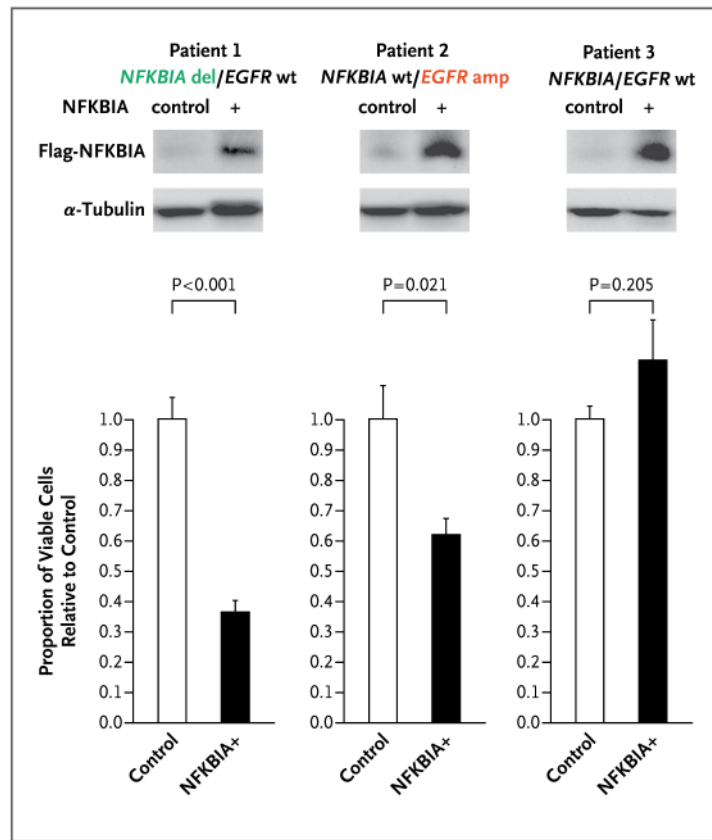 Patient 1 Patient 2 Patient 3
NFKBIA del/EGFR wt NFKBIA wt/EGFR amp NFKBIA/EGFR wt
NFKBIA control + control + control +
Flag-NFKBIA
α-Tubulin
P<0.001 P=0.021 P=0.205
Proportion of Viable Cells
Relative to Control
1.0 1.0 1.0
0.9 0.9 0.9
0.8 0.8 0.8
0.7 0.7 0.7
0.6 0.6 0.6
0.5 0.5 0.5
0.4 0.4 0.4
0.3 0.3 0.3
0.2 0.2 0.2
0.1 0.1 0.1
0.0 0.0 0.0
Control NFKBIA+ Control NFKBIA+ Control NFKBIA+